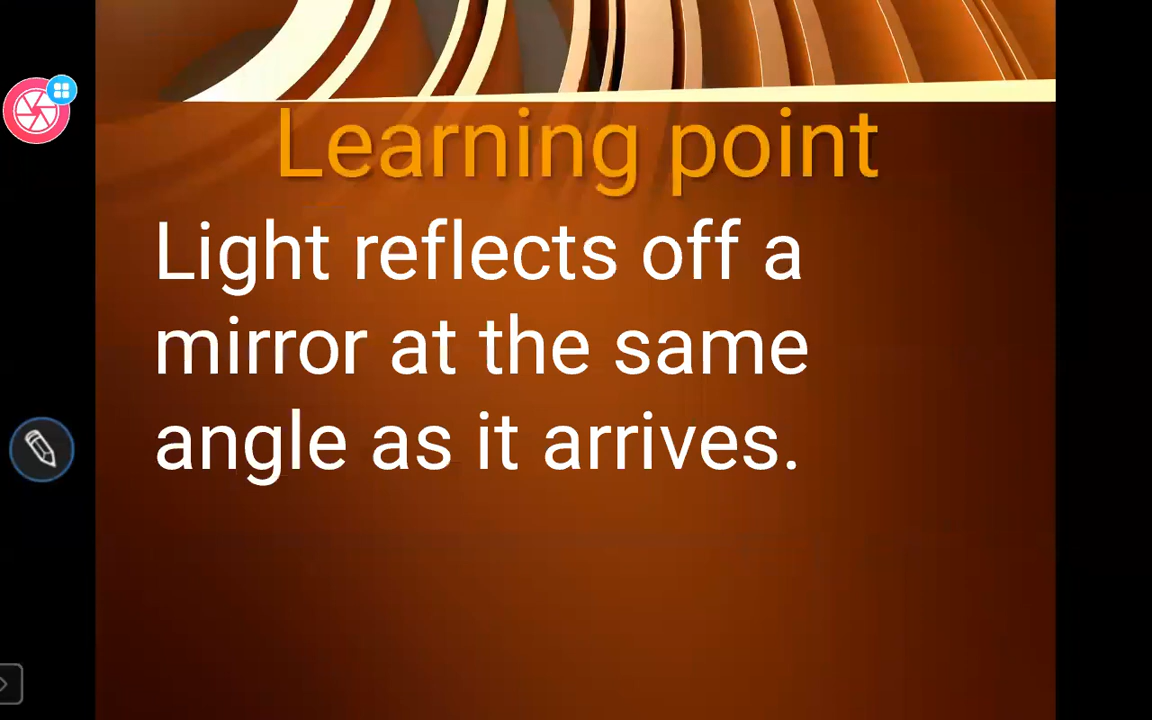 Learning point
Light reflects off a
mirror at the same
angle as it arrives.